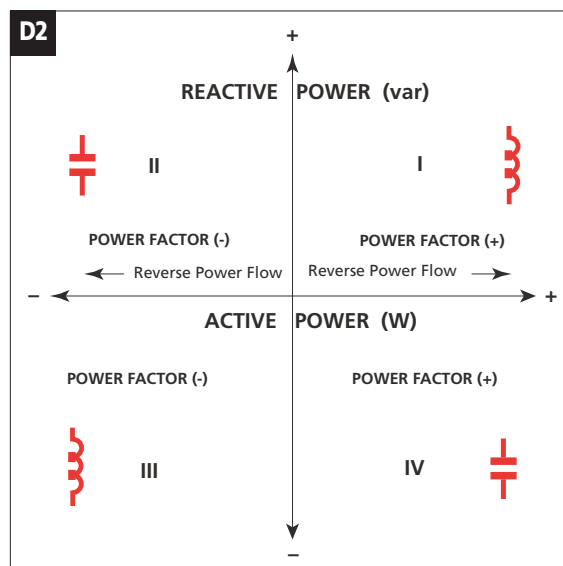 D2
+
REACTIVE POWER (var)
II
I
POWER FACTOR (-)
POWER FACTOR (+)
Reverse Power Flow
Reverse Power Flow
−
+
ACTIVE POWER (W)
POWER FACTOR (-)
POWER FACTOR (+)
III
IV
−